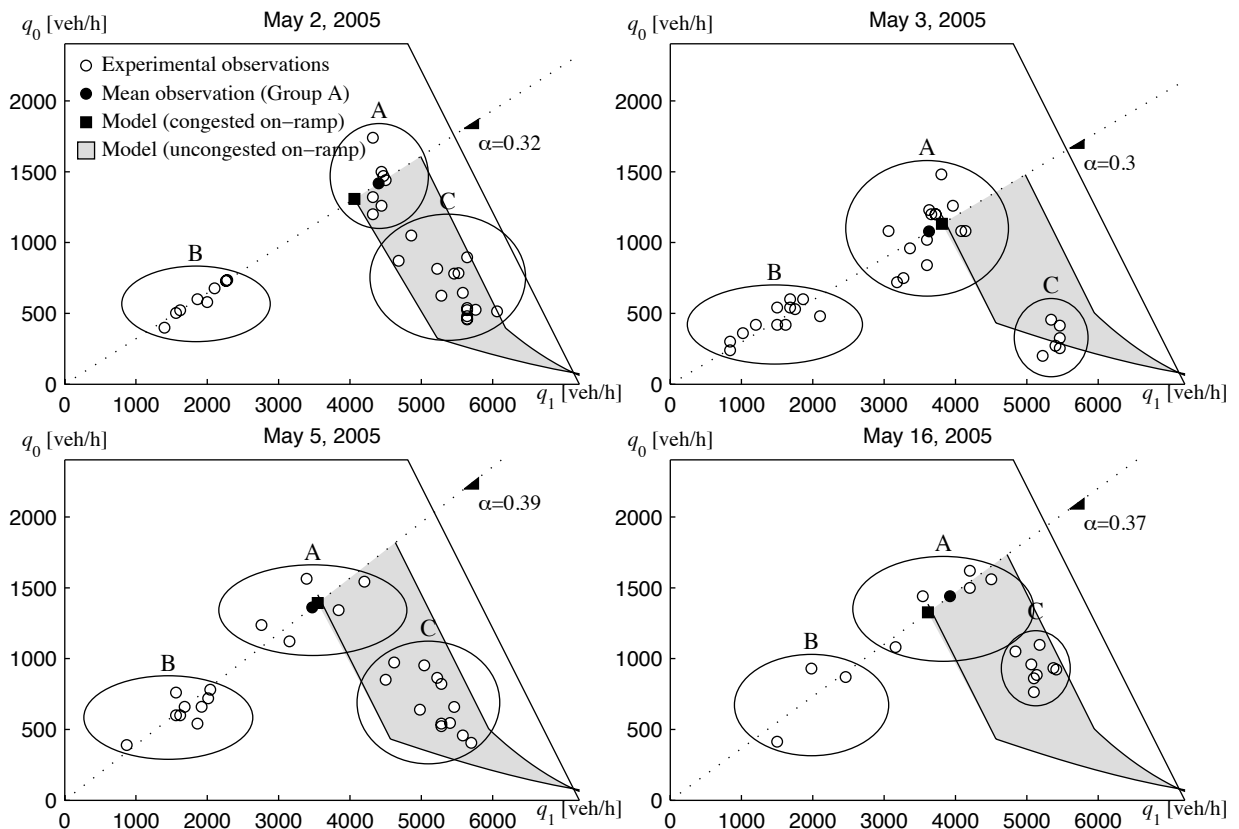 q0 [veh/h]
May 2, 2005
Experimental observations
Mean observation (Group A)
Model (congested on−ramp)
Model (uncongested on−ramp)
A
B
C
α=0.32
2000
1500
1000
500
0
0 1000 2000 3000 4000 5000 6000
q1 [veh/h]
q0 [veh/h]
May 3, 2005
A
B
C
α=0.3
2000
1500
1000
500
0
0 1000 2000 3000 4000 5000 6000
q1 [veh/h]
q0 [veh/h]
May 5, 2005
A
B
C
α=0.39
2000
1500
1000
500
0
0 1000 2000 3000 4000 5000 6000
q1 [veh/h]
q0 [veh/h]
May 16, 2005
A
B
C
α=0.37
2000
1500
1000
500
0
0 1000 2000 3000 4000 5000 6000
q1 [veh/h]